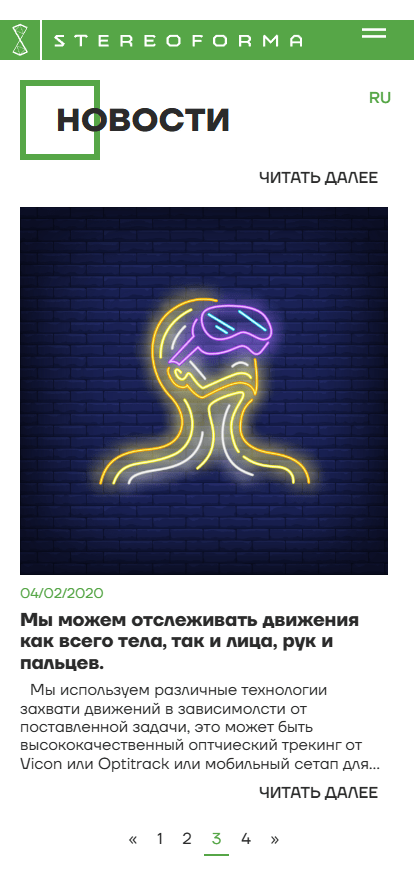 STEREOFORMA
RU
НОВОСТИ
ЧИТАТЬ ДАЛЕЕ
04/02/2020
Мы можем отслеживать движения
как всего тела, так и лица, рук и
пальцев.
Мы используем различные технологии
захвати движений в зависимолсти от
поставленной задачи, это может быть
высококачественный оптчиеский трекинг от
Vicon или Optitrack или мобильный сетап для...
ЧИТАТЬ ДАЛЕЕ
« 1 2 3 4 »